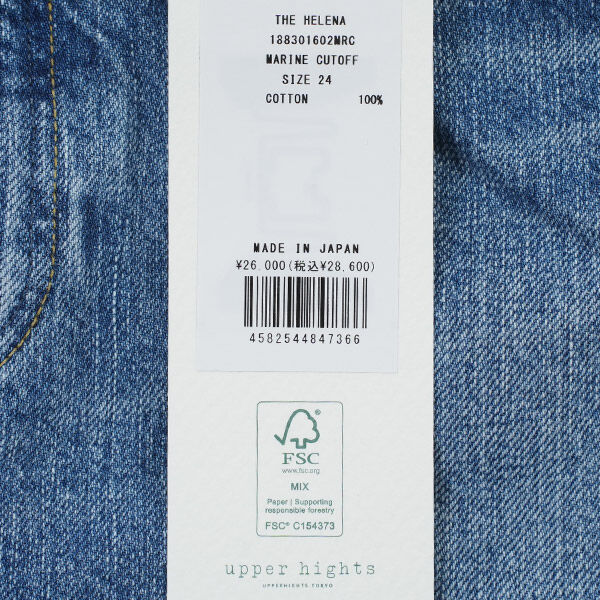 THE HELENA
188301602MRC
MARINE CUTOFF
SIZE 24
COTTON 100%
MADE IN JAPAN
¥26,000(税込¥28,600)
4582544847366
FSC
www.fsc.org
MIX
Paper | Supporting
responsible forestry
FSC® C154373
upper hights
UPPERHIGHTS TOKYO